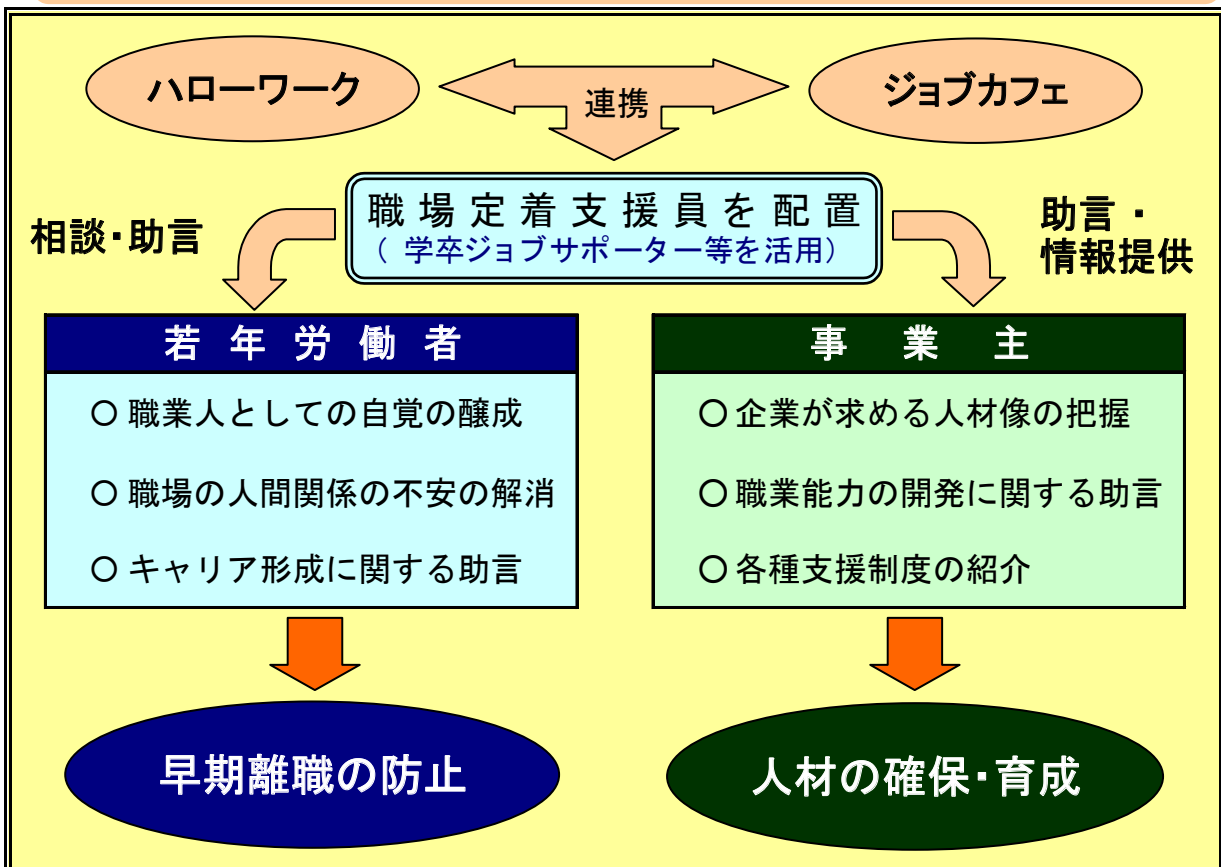 ハローワーク
連携
ジョブカフェ
職場定着支援員を配置
（ 学卒ジョブサポーター等を活用）
相談・助言
助言・
情報提供
若年労働者
○ 職業人としての自覚の醸成
○ 職場の人間関係の不安の解消
○ キャリア形成に関する助言
事業主
○ 企業が求める人材像の把握
○ 職業能力の開発に関する助言
○ 各種支援制度の紹介
早期離職の防止
人材の確保・育成